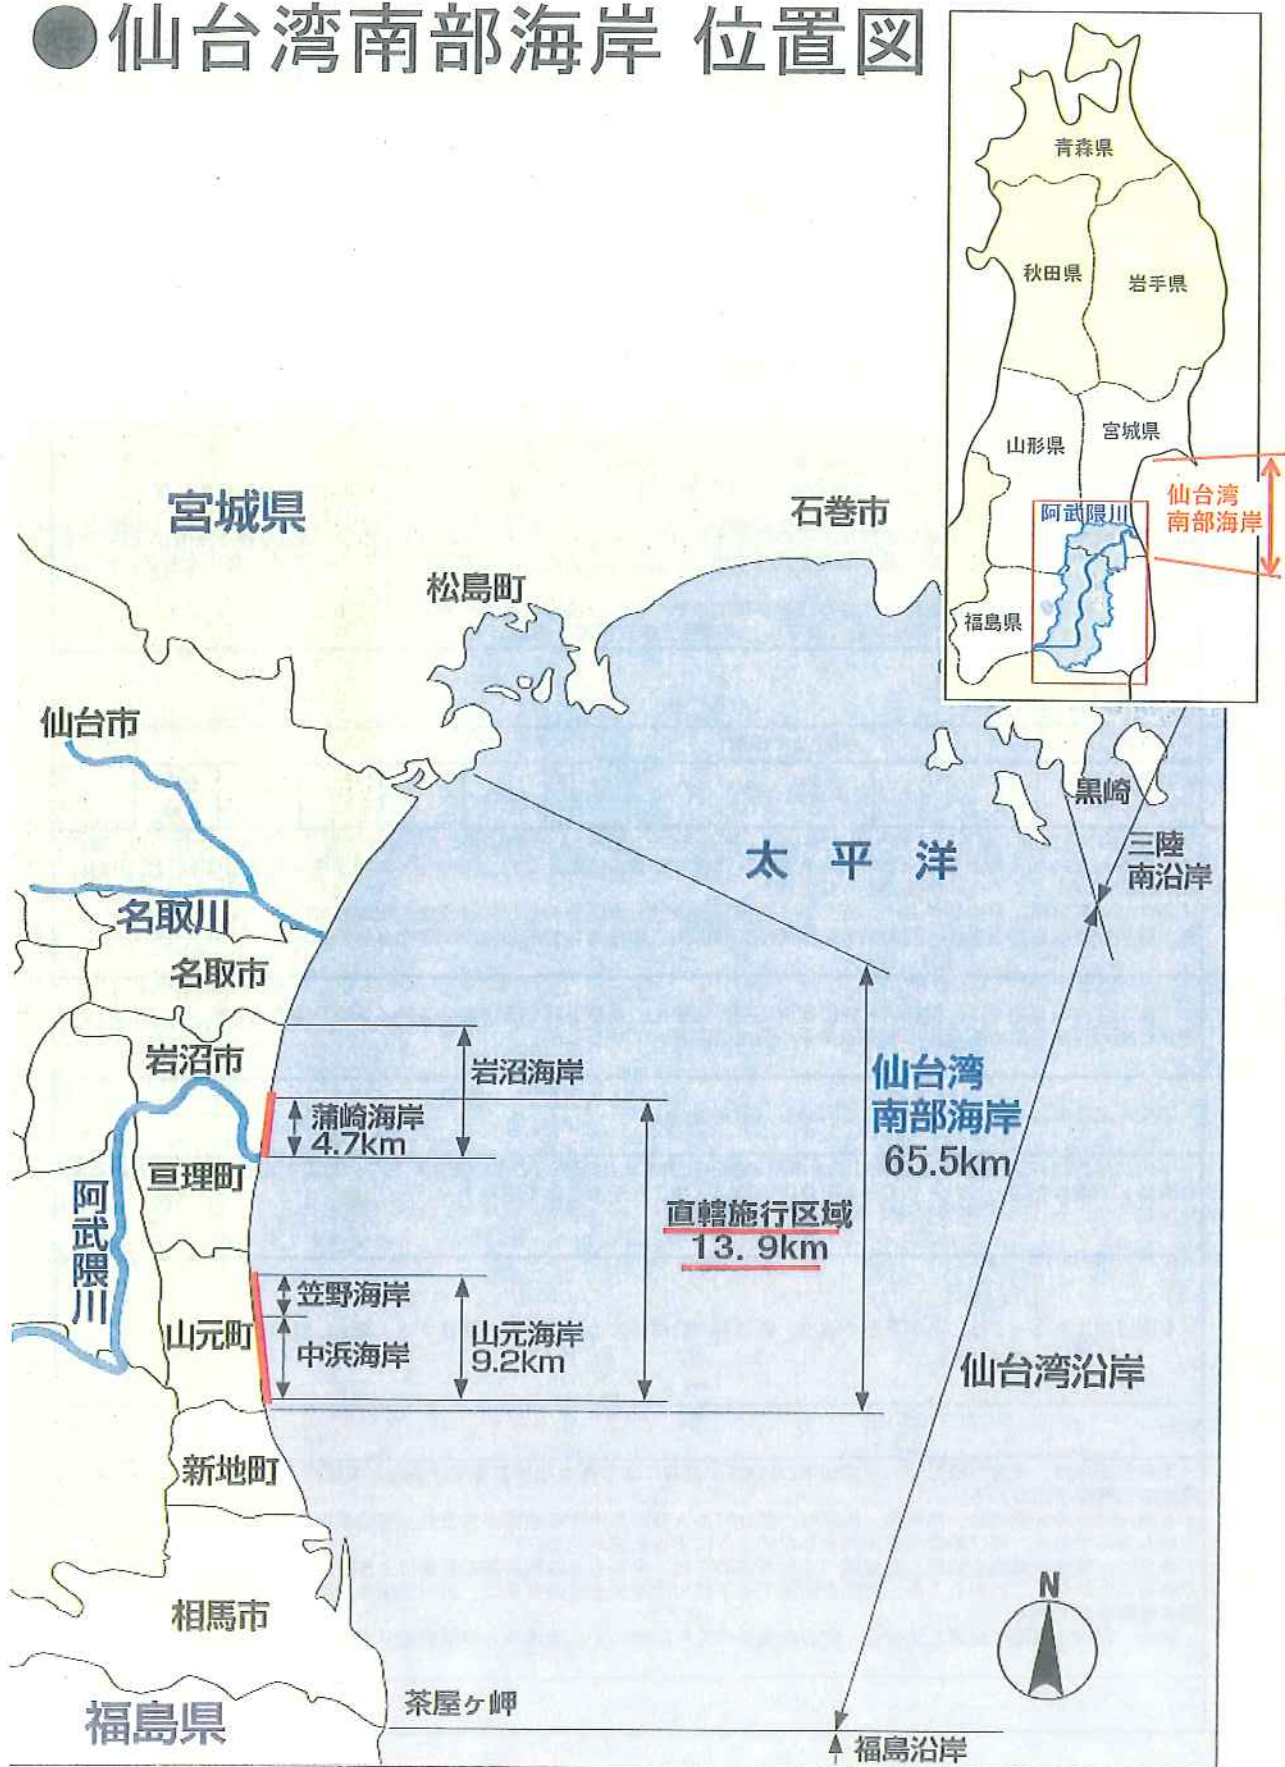 ●仙台湾南部海岸 位置図
青森県
秋田県
岩手県
山形県
宮城県
仙台湾
南部海岸
阿武隈川
福島県
宮城県
石巻市
松島町
仙台市
黒崎
太平洋
三陸
南沿岸
名取川
名取市
岩沼市
岩沼海岸
仙台湾
南部海岸
65.5km
蒲崎海岸
4.7km
亘理町
阿武隈川
直轄施行区域
13.9km
笠野海岸
山元町
中浜海岸
山元海岸
9.2km
仙台湾沿岸
新地町
N
相馬市
茶屋ヶ岬
福島県
福島沿岸